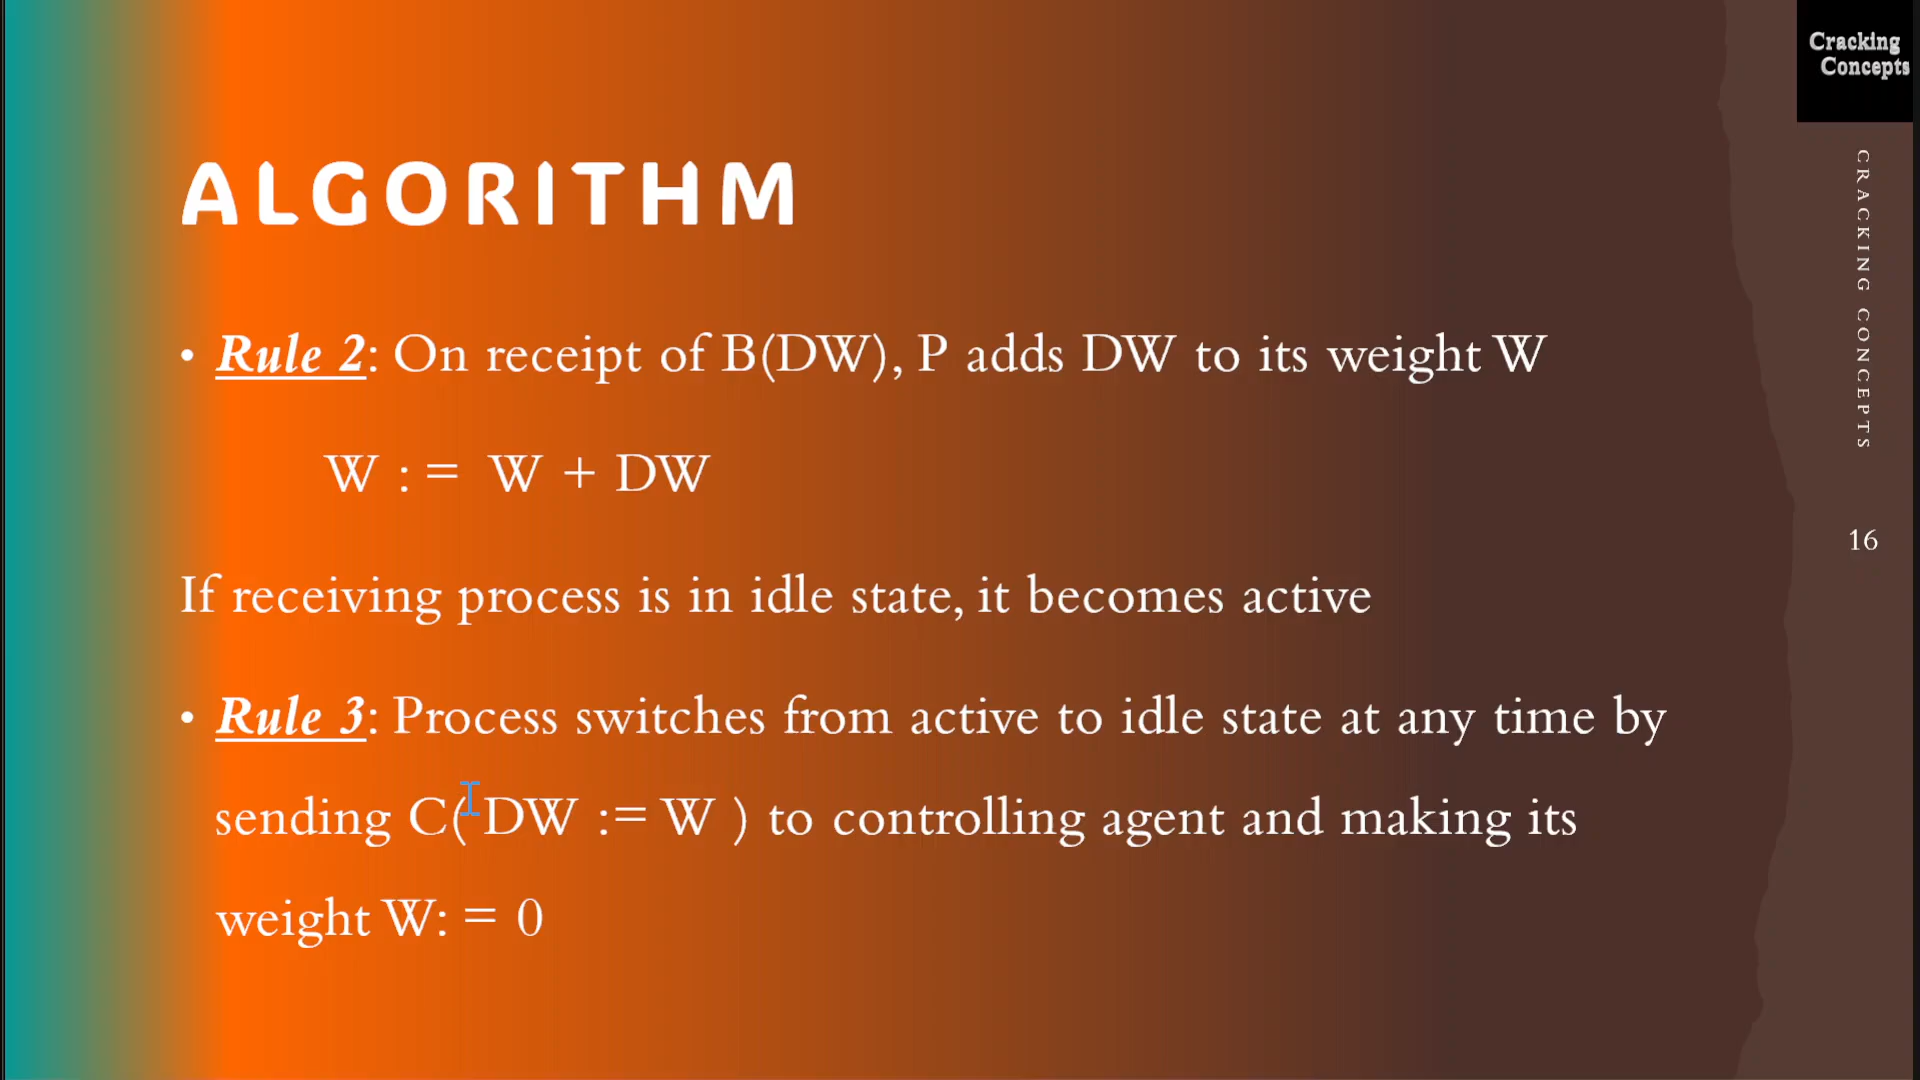 Cracking
Concepts
ALGORITHM
• Rule 2: On receipt of B(DW), P adds DW to its weight W
W : = W + DW
If receiving process is in idle state, it becomes active
• Rule 3: Process switches from active to idle state at any time by
sending C( DW := W ) to controlling agent and making its
weight W: = 0
CRACKING CONCEPTS
16